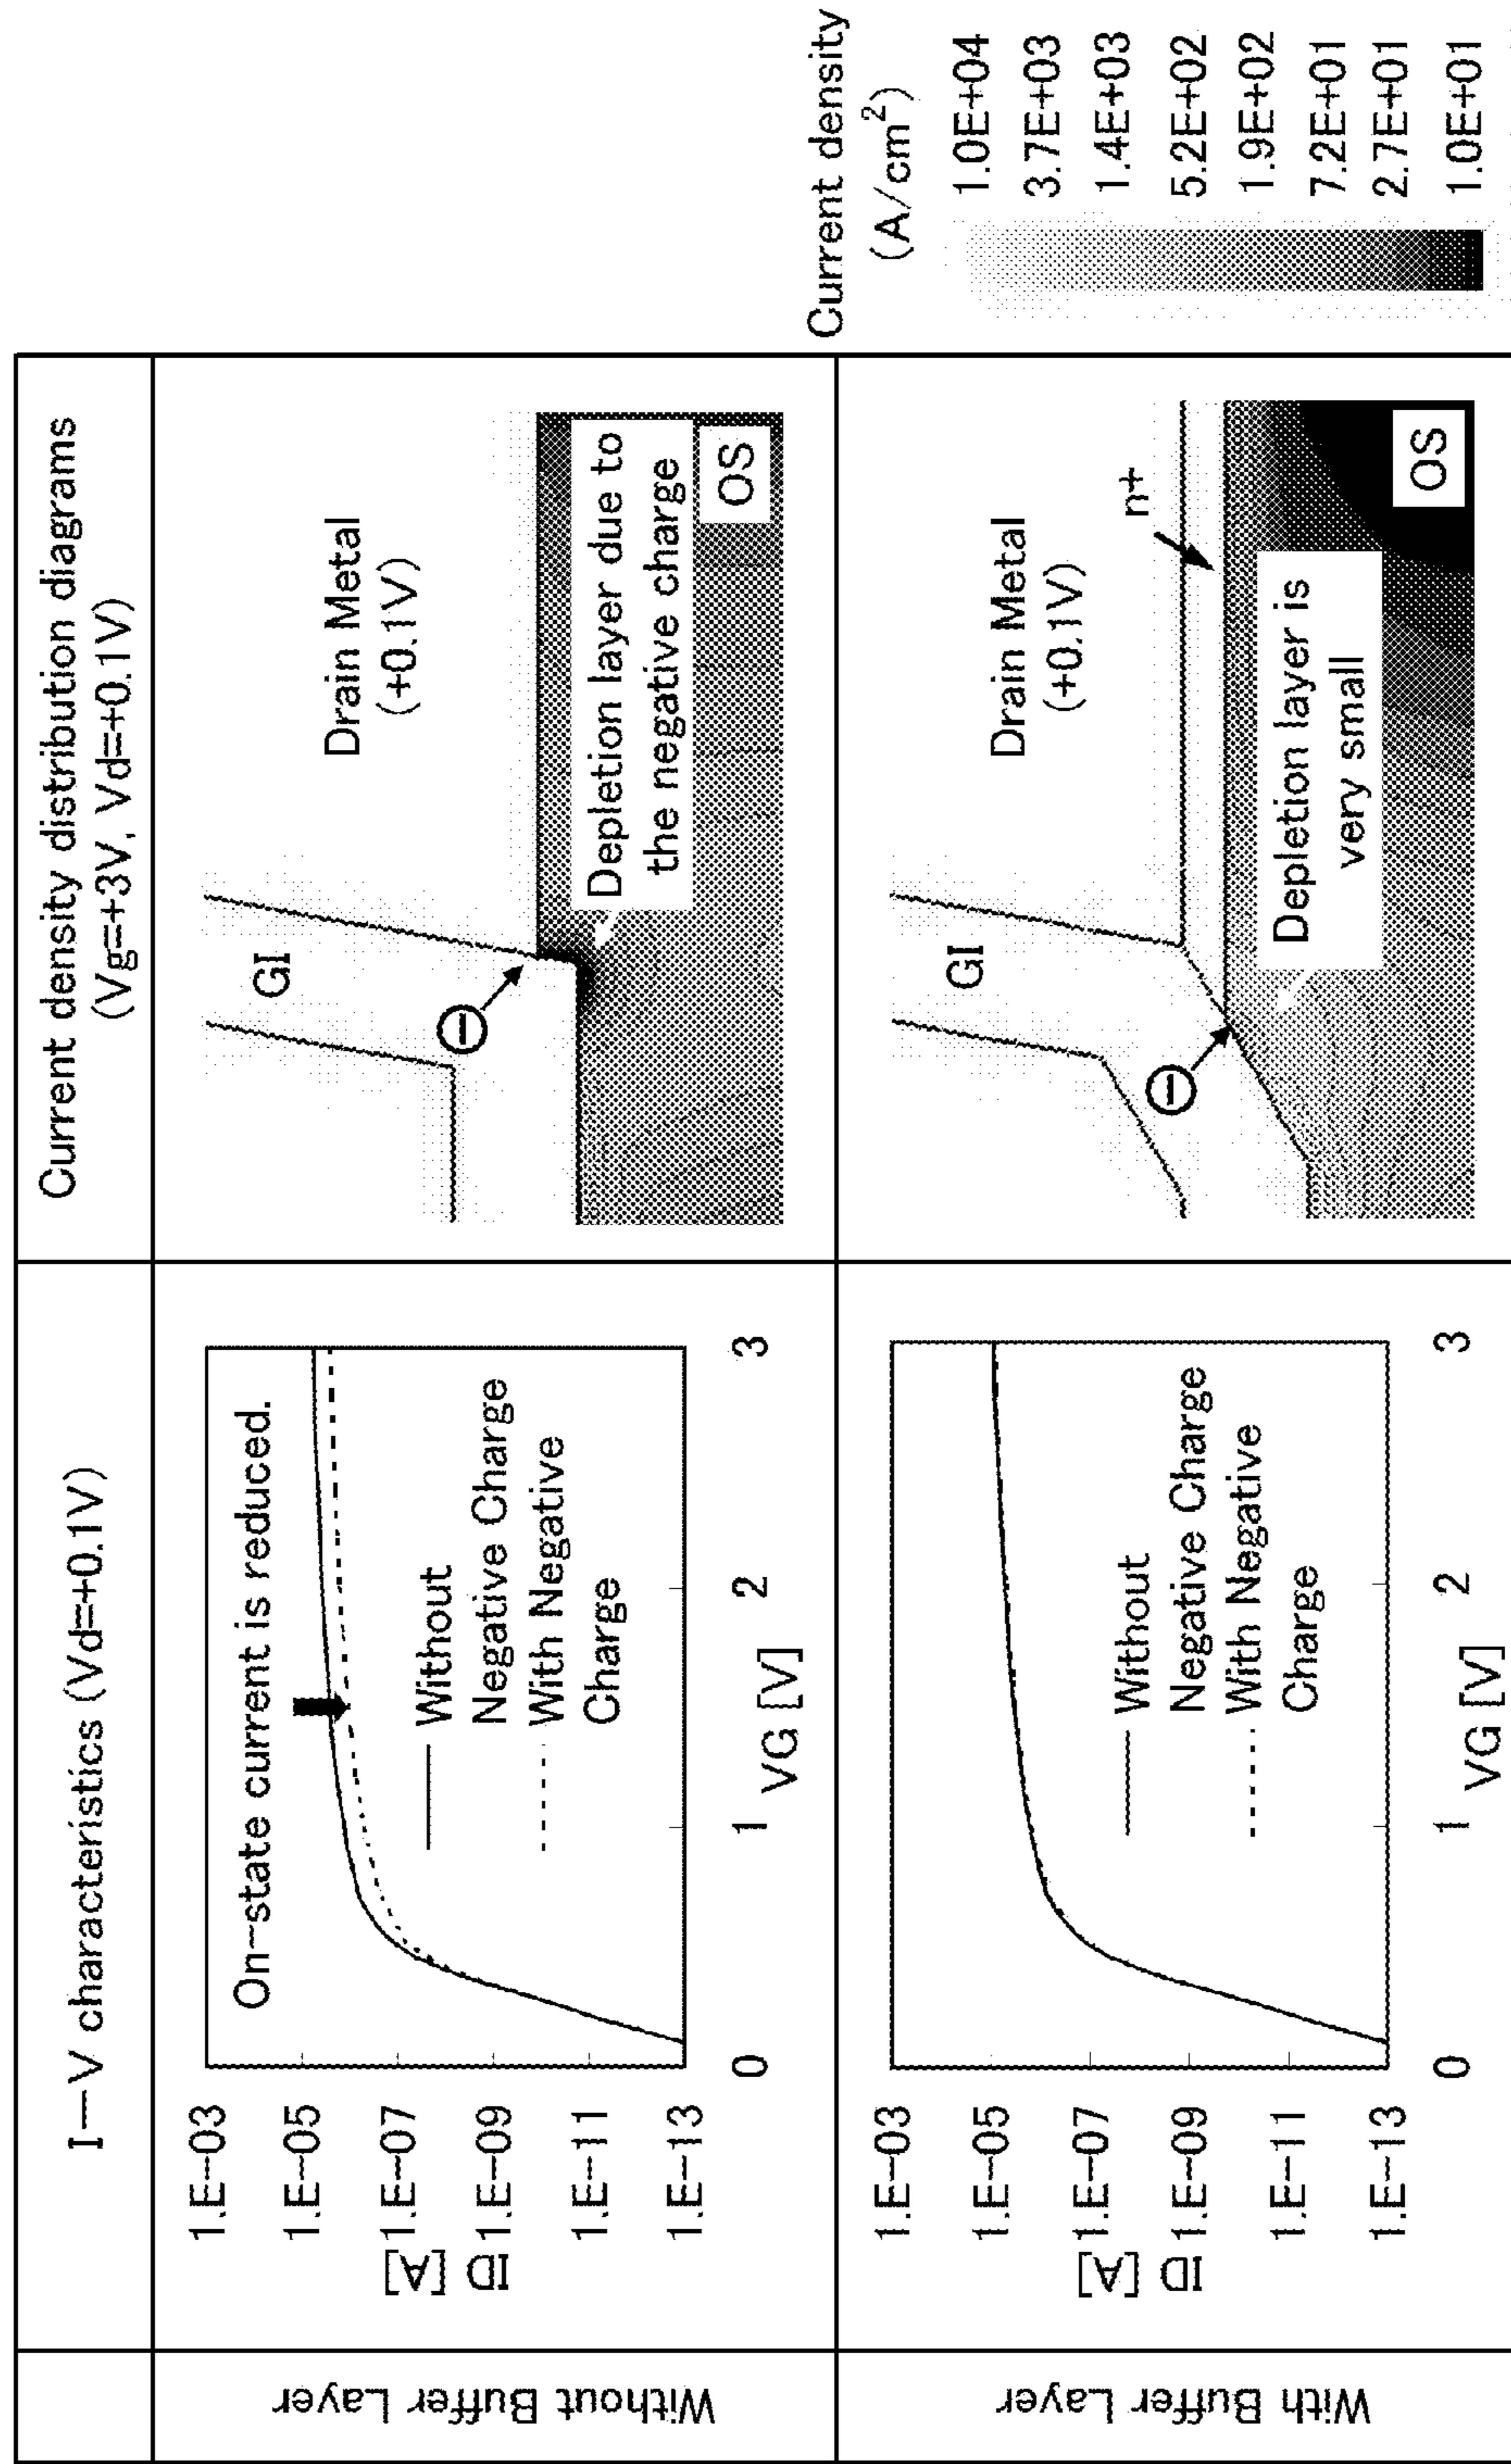 I-V characteristics (Vd=+0.1V)
Current density distribution diagrams
(Vg=+3V, Vd=+0.1V)
Without Buffer Layer
ID [A]
1.E-03
1.E-05
1.E-07
1.E-09
1.E-11
1.E-13
On-state current is reduced.
Without
Negative Charge
With Negative
Charge
0
1
2
3
VG [V]
GI
Drain Metal
(+0.1V)
Depletion layer due to
the negative charge
OS
With Buffer Layer
ID [A]
1.E-03
1.E-05
1.E-07
1.E-09
1.E-11
1.E-13
Without
Negative Charge
With Negative
Charge
0
1
2
3
VG [V]
GI
Drain Metal
(+0.1V)
n+
Depletion layer is
very small
OS
Current density
(A/cm²)
1.0E+04
3.7E+03
1.4E+03
5.2E+02
1.9E+02
7.2E+01
2.7E+01
1.0E+01